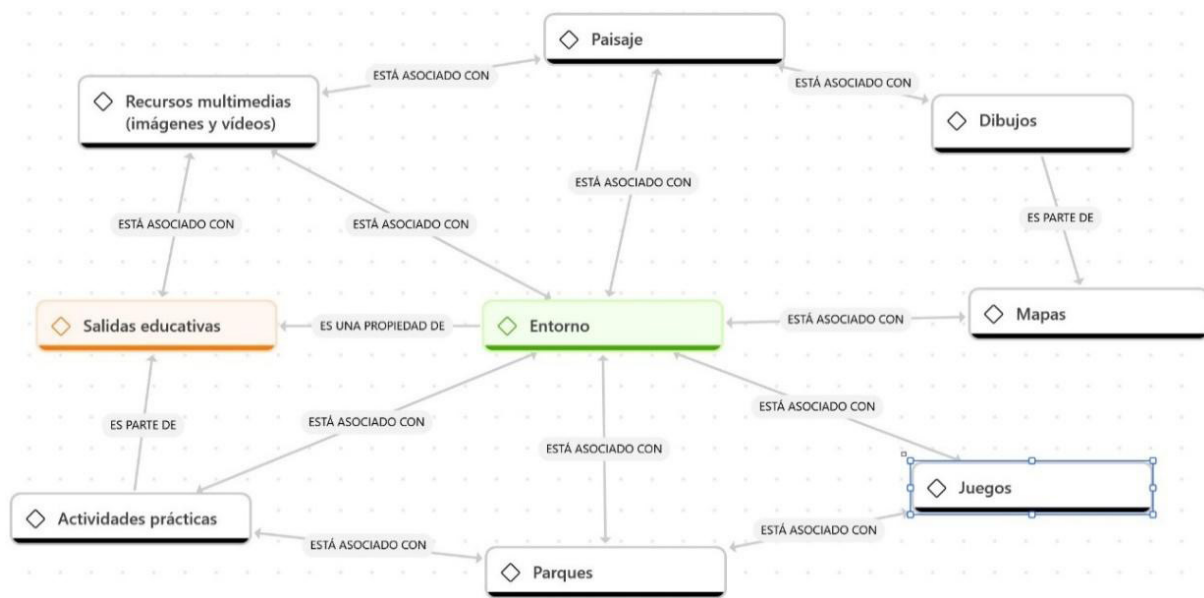 Paisaje
ESTÁ ASOCIADO CON
ESTÁ ASOCIADO CON
Recursos multimedias
(imágenes y vídeos)
Dibujos
ESTÁ ASOCIADO CON
ESTÁ ASOCIADO CON
ESTÁ ASOCIADO CON
ES PARTE DE
Salidas educativas
ES UNA PROPIEDAD DE
Entorno
ESTÁ ASOCIADO CON
Mapas
ES PARTE DE
ESTÁ ASOCIADO CON
ESTÁ ASOCIADO CON
ESTÁ ASOCIADO CON
Juegos
Actividades prácticas
ESTÁ ASOCIADO CON
ESTÁ ASOCIADO CON
Parques